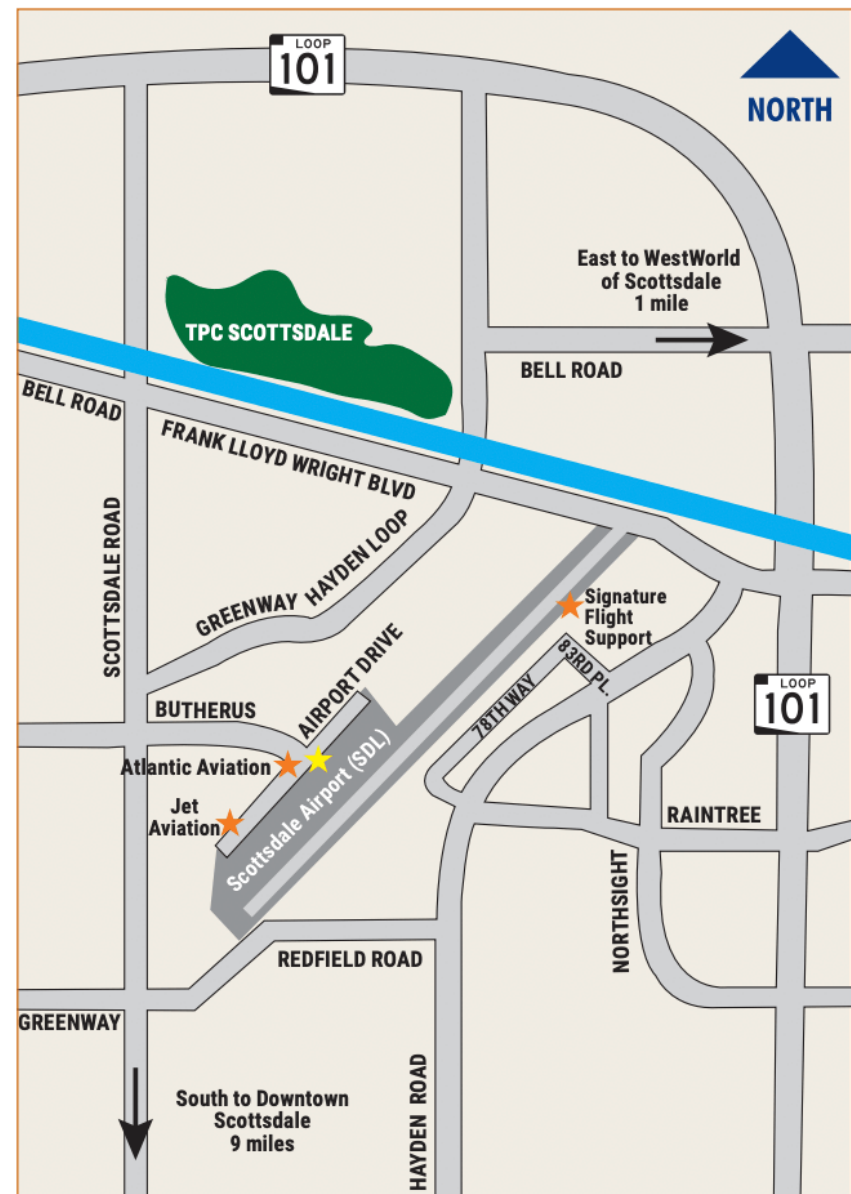 LOOP
101
NORTH
East to WestWorld
of Scottsdale
1 mile
TPC SCOTTSDALE
BELL ROAD
BELL ROAD
FRANK LLOYD WRIGHT BLVD
SCOTTSDALE ROAD
GREENWAY HAYDEN LOOP
Signature
Flight
Support
83RD PL.
78TH WAY
AIRPORT DRIVE
BUTHERUS
LOOP
101
Atlantic Aviation
Jet
Aviation
Scottsdale Airport (SDL)
RAINTREE
NORTHSIGHT
REDFIELD ROAD
GREENWAY
HAYDEN ROAD
South to Downtown
Scottsdale
9 miles